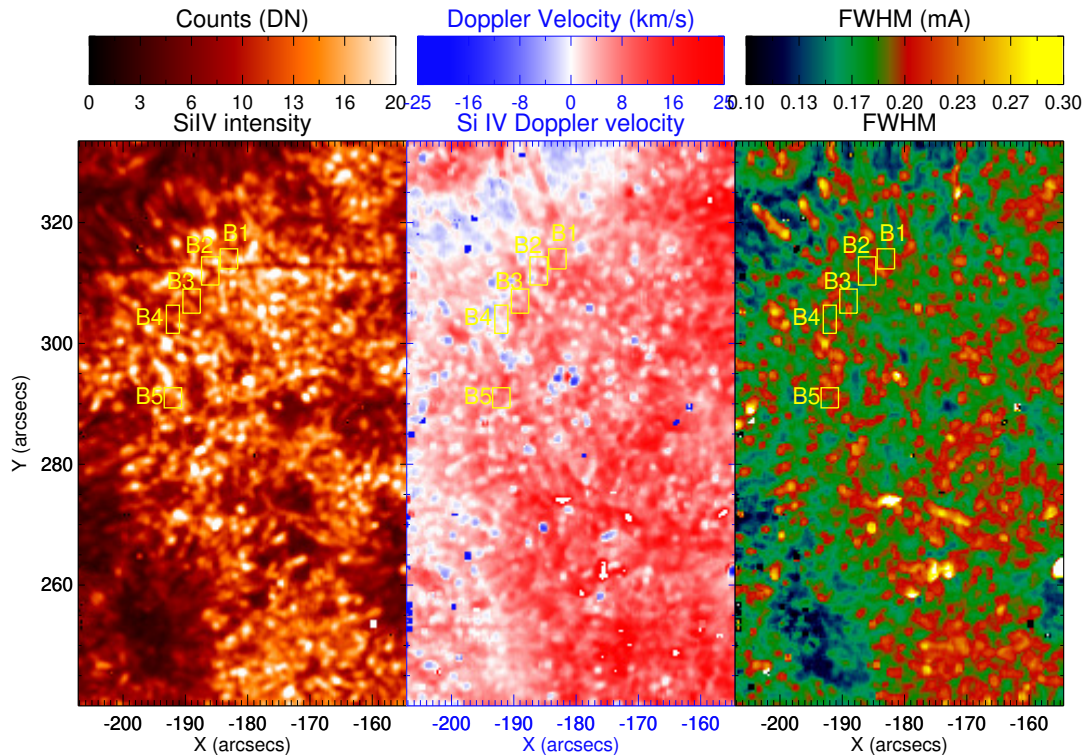 Counts (DN) Doppler Velocity (km/s) FWHM (mA)
0 3 6 10 13 16 20 -25 -16 -8 0 8 16 25 0.10 0.13 0.17 0.20 0.23 0.27 0.30
SiIV intensity Si IV Doppler velocity FWHM
320
300
280
260
Y (arcsecs)
B1
B2
B3
B4
B5
B1
B2
B3
B4
B5
B1
B2
B3
B4
B5
-200 -190 -180 -170 -160 -200 -190 -180 -170 -160 -200 -190 -180 -170 -160
X (arcsecs) X (arcsecs) X (arcsecs)